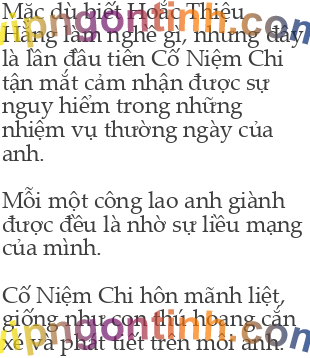 Mặc dù biết Hoắc Thiệu
Hằng làm nghề gì, nhưng đây
là lần đầu tiên Cố Niệm Chi
tận mắt cảm nhận được sự
nguy hiểm trong những
nhiệm vụ thường ngày của
anh.
Mỗi một công lao anh giành
được đều là nhờ sự liều mạng
của mình.
Cố Niệm Chi hôn mãnh liệt,
giống như con thú hoang cắn
xé và phát tiết trên môi anh.
vipngontinh.com
vipngontinh.com